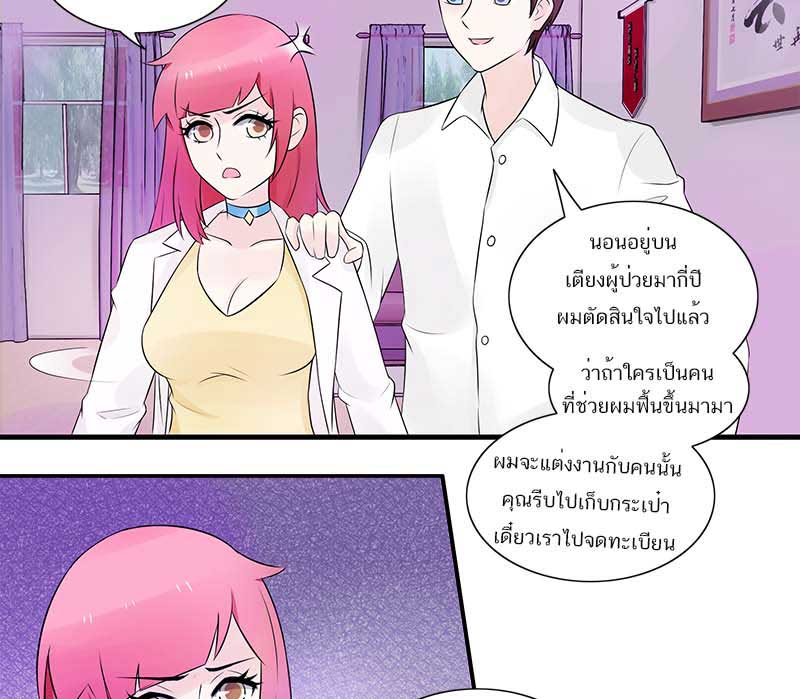 นอนอยู่บน
เตียงผู้ป่วยมากี่ปี
ผมตัดสินใจไปแล้ว
ว่าถ้าใครเป็นคน
ที่ช่วยผมฟื้นขึ้นมามา
ผมจะแต่งงานกับคนนั้น
คุณรีบไปเก็บกระเป๋า
เดี๋ยวเราไปจดทะเบียน